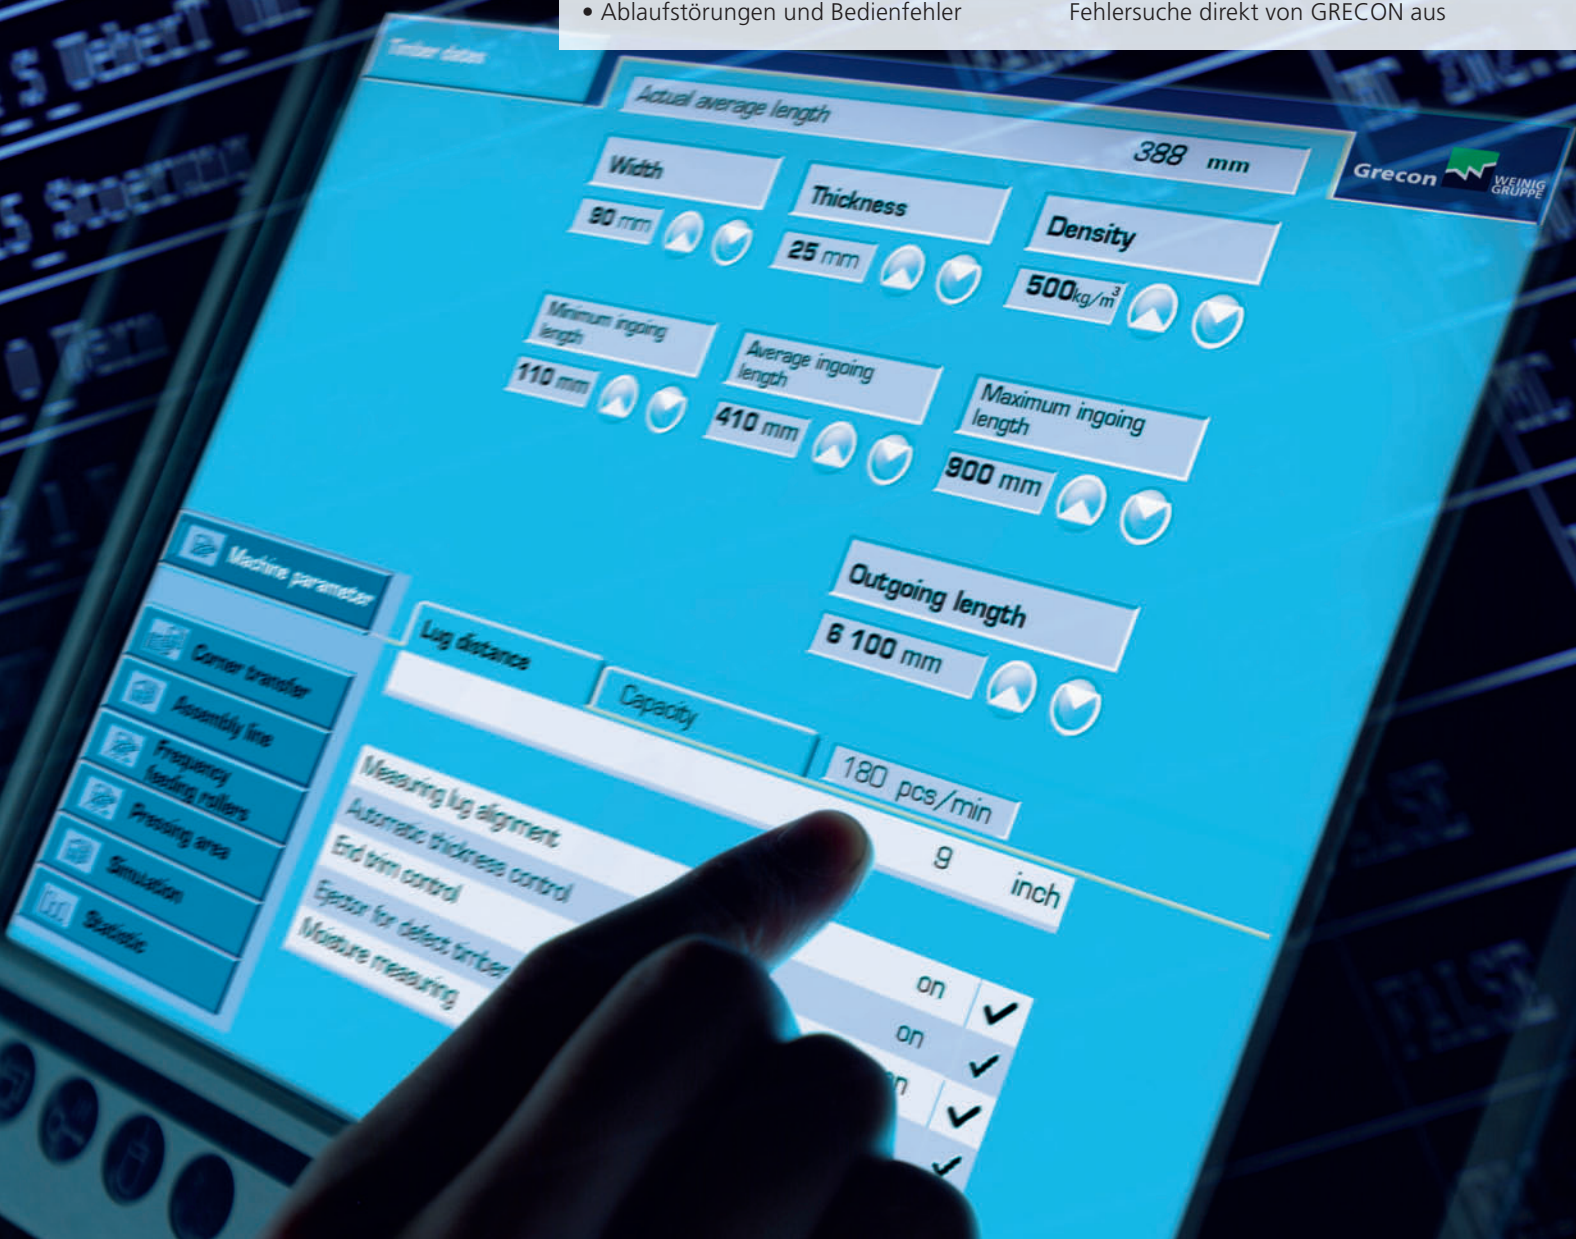 • Ablaufstörungen und Bedienfehler
Fehlersuche direkt von GRECON aus
Timber datas
Actual average length
388 mm
Grecon
WEINIG
GRUPPE
Width
Thickness
Density
90 mm
25 mm
500kg/m³
Minimum ingoing
length
Average ingoing
length
Maximum ingoing
length
110 mm
410 mm
900 mm
Outgoing length
6 100 mm
Machine parameter
Corner transfer
Assembly line
Frequency
feeding rollers
Pressing area
Simulation
Statistic
Lug distance
Capacity
180 pcs/min
9 inch
Measuring lug alignment
on
Automatic thickness control
on
End trim control
Ejector for defect timber
Moisture measuring
FALSE